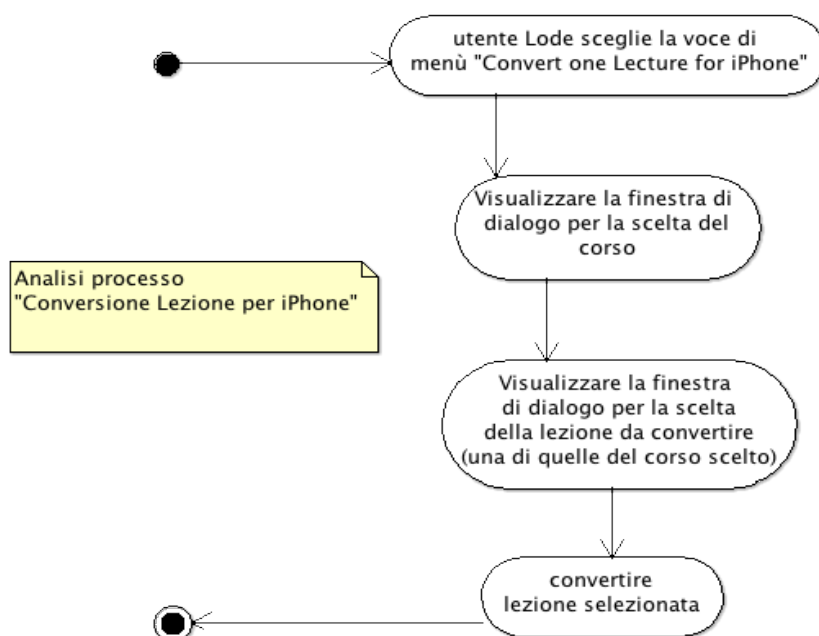 utente Lode sceglie la voce di
menù "Convert one Lecture for iPhone"
Visualizzare la finestra di
dialogo per la scelta del
corso
Analisi processo
"Conversione Lezione per iPhone"
Visualizzare la finestra
di dialogo per la scelta
della lezione da convertire
(una di quelle del corso scelto)
convertire
lezione selezionata